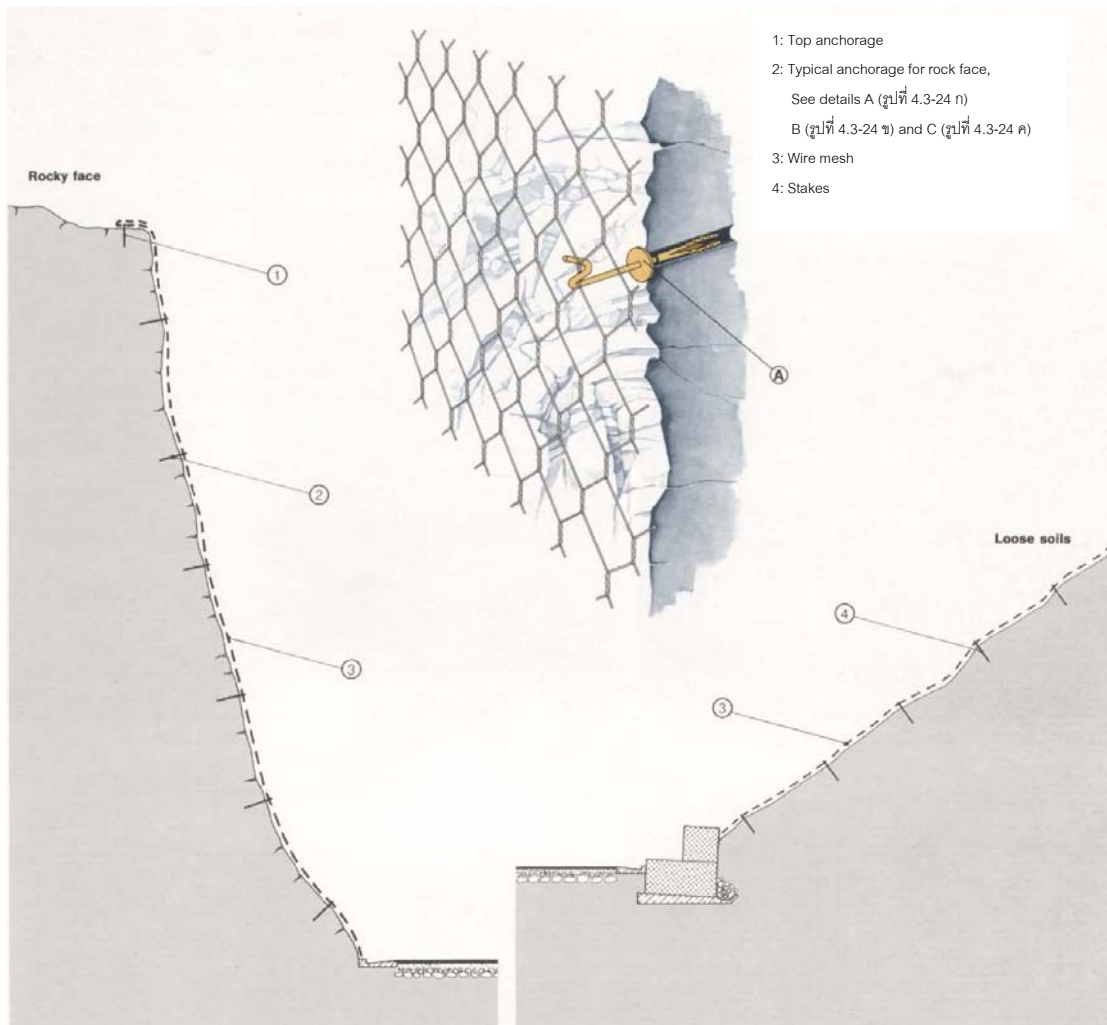 1: Top anchorage
2: Typical anchorage for rock face,
See details A (รูปที่ 4.3-24 ก)
B (รูปที่ 4.3-24 ข) and C (รูปที่ 4.3-24 ค)
3: Wire mesh
4: Stakes
Rocky face
1
A
2
Loose soils
4
3
3